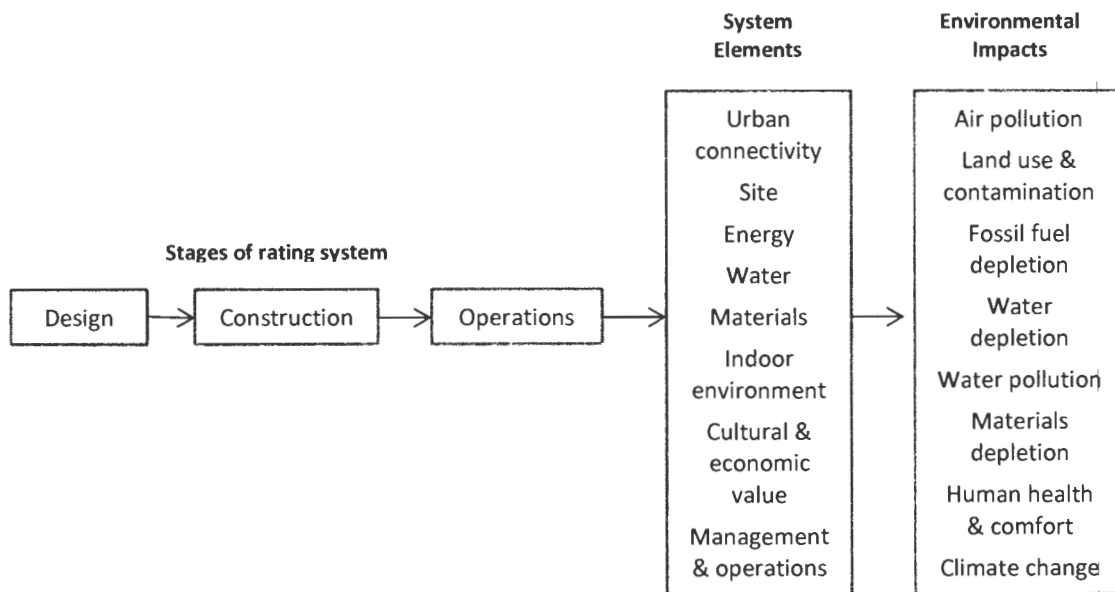 System
Elements
Environmental
Impacts
Stages of rating system
Design
Construction
Operations
Urban
connectivity
Site
Energy
Water
Materials
Indoor
environment
Cultural &
economic
value
Management
& operations
Air pollution
Land use &
contamination
Fossil fuel
depletion
Water
depletion
Water pollution
Materials
depletion
Human health
& comfort
Climate change